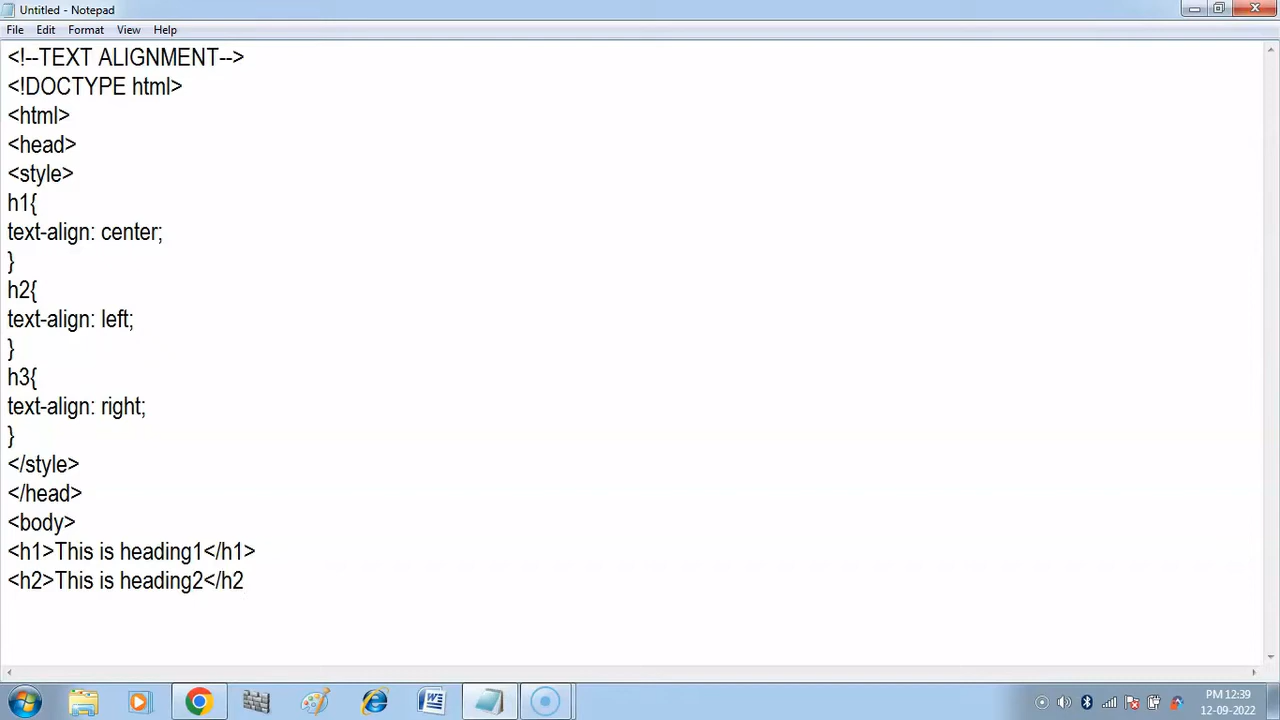 Untitled - Notepad
File Edit Format View Help
<!--TEXT ALIGNMENT-->
<!DOCTYPE html>
<html>
<head>
<style>
h1{
text-align: center;
}
h2{
text-align: left;
}
h3{
text-align: right;
}
</style>
</head>
<body>
<h1>This is heading1</h1>
<h2>This is heading2</h2
PM 12:39
12-09-2022